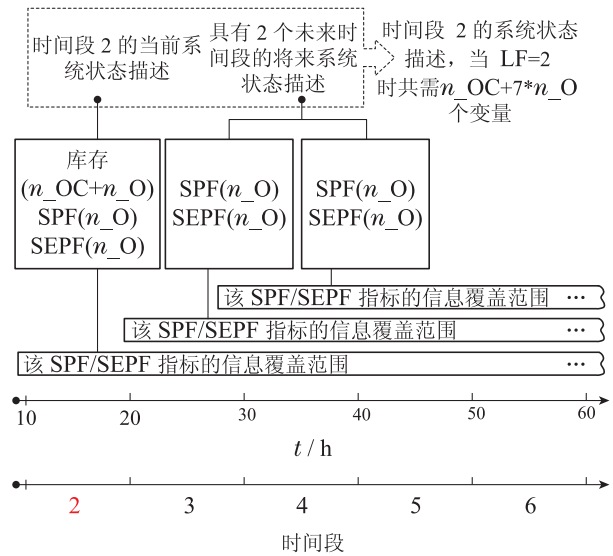 时间段 2 的当前系
统状态描述
具有 2 个未来时
间段的将来系统
状态描述
时间段 2 的系统状态
描述，当 LF=2
时共需n_OC+7*n_O
个变量
库存
(n_OC+n_O)
SPF(n_O)
SEPF(n_O)
SPF(n_O)
SEPF(n_O)
SPF(n_O)
SEPF(n_O)
该 SPF/SEPF 指标的信息覆盖范围 ···
该 SPF/SEPF 指标的信息覆盖范围 ···
该 SPF/SEPF 指标的信息覆盖范围 ···
10 20 30 40 50 60
t / h
2 3 4 5 6
时间段